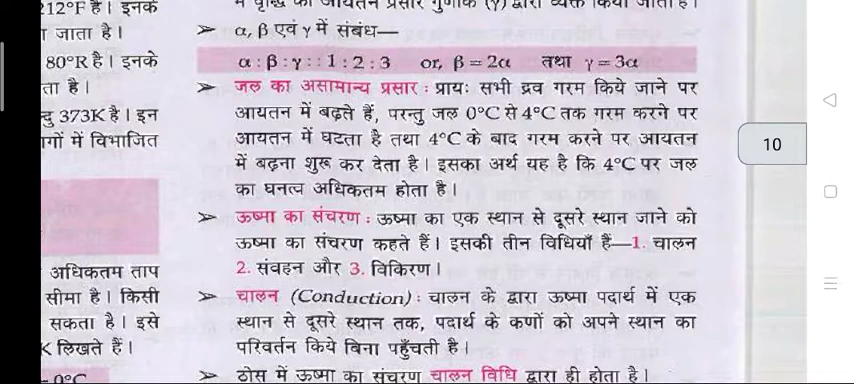 212°F है। इनके
ा जाता है।
80°R है। इनके
ता है।
दु 373K है। इन
गों में विभाजित
अधिकतम ताप
सीमा है। किसी
सकता है। इसे
K लिखते हैं।
0°C
में वृद्धि को आयतन प्रसार गुणांक (γ) द्वारा व्यक्त किया जाता है।
➢ α, β एवं γ में संबंध—
α : β : γ : : 1 : 2 : 3 or, β = 2α तथा γ = 3α
➢ जल का असामान्य प्रसार : प्रायः सभी द्रव गरम किये जाने पर
आयतन में बढ़ते हैं, परन्तु जल 0°C से 4°C तक गरम करने पर
आयतन में घटता है तथा 4°C के बाद गरम करने पर आयतन
में बढ़ना शुरू कर देता है। इसका अर्थ यह है कि 4°C पर जल
का घनत्व अधिकतम होता है।
➢ ऊष्मा का संचरण : ऊष्मा का एक स्थान से दूसरे स्थान जाने को
ऊष्मा का संचरण कहते हैं। इसकी तीन विधियाँ हैं—1. चालन
2. संवहन और 3. विकिरण।
➢ चालन (Conduction) : चालन के द्वारा ऊष्मा पदार्थ में एक
स्थान से दूसरे स्थान तक, पदार्थ के कणों को अपने स्थान का
परिवर्तन किये बिना पहुँचती है।
➢ ठोस में ऊष्मा का संचरण चालन विधि द्वारा ही होता है।
10